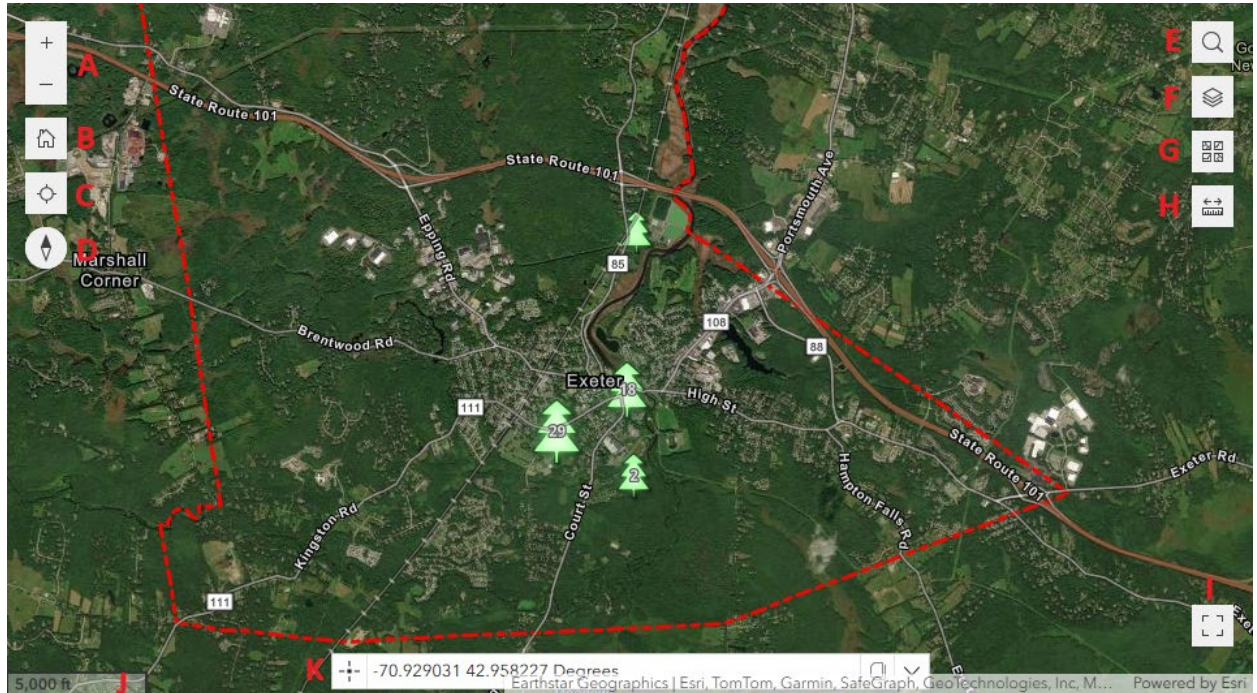 +
A
−
B
C
D
E
F
G
H
Go
New
State Route 101
State Route 101
Portsmouth Ave
Epping Rd
85
Marshall
Corner
Brentwood Rd
108
88
Exeter
18
High St
111
29
2
State Route 101
Exeter Rd
Hampton Falls Rd
Court St
Kingston Rd
111
I
K
-70.929031 42.958227 Degrees
5,000 ft
J
Earthstar Geographics | Esri, TomTom, Garmin, SafeGraph, GeoTechnologies, Inc, M... Powered by Esri